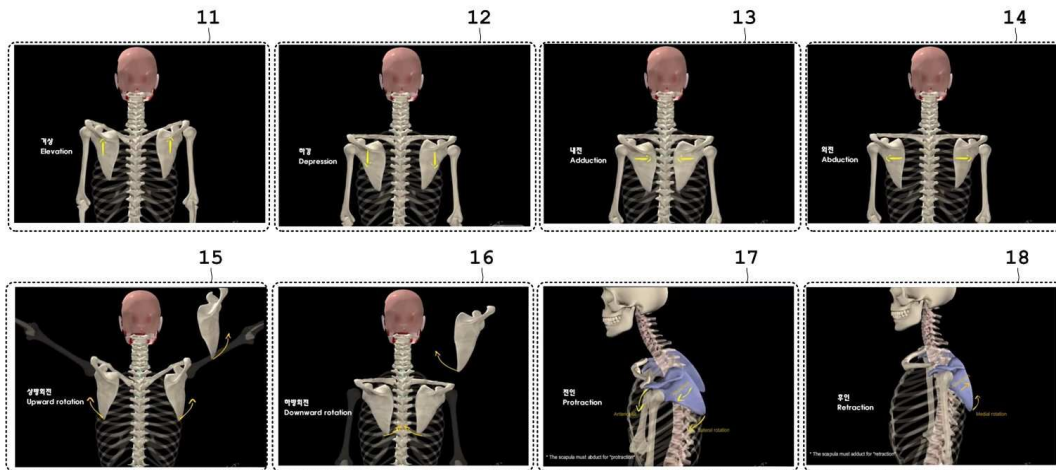 11
12
13
14
거상
Elevation
하강
Depression
내전
Adduction
외전
Abduction
15
16
17
18
상방회전
Upward rotation
하방회전
Downward rotation
전인
Protraction
rotation
* The scapula must abduct for "protraction"
후인
Retraction
Medial rotation
* The scapula must adduct for "retraction"